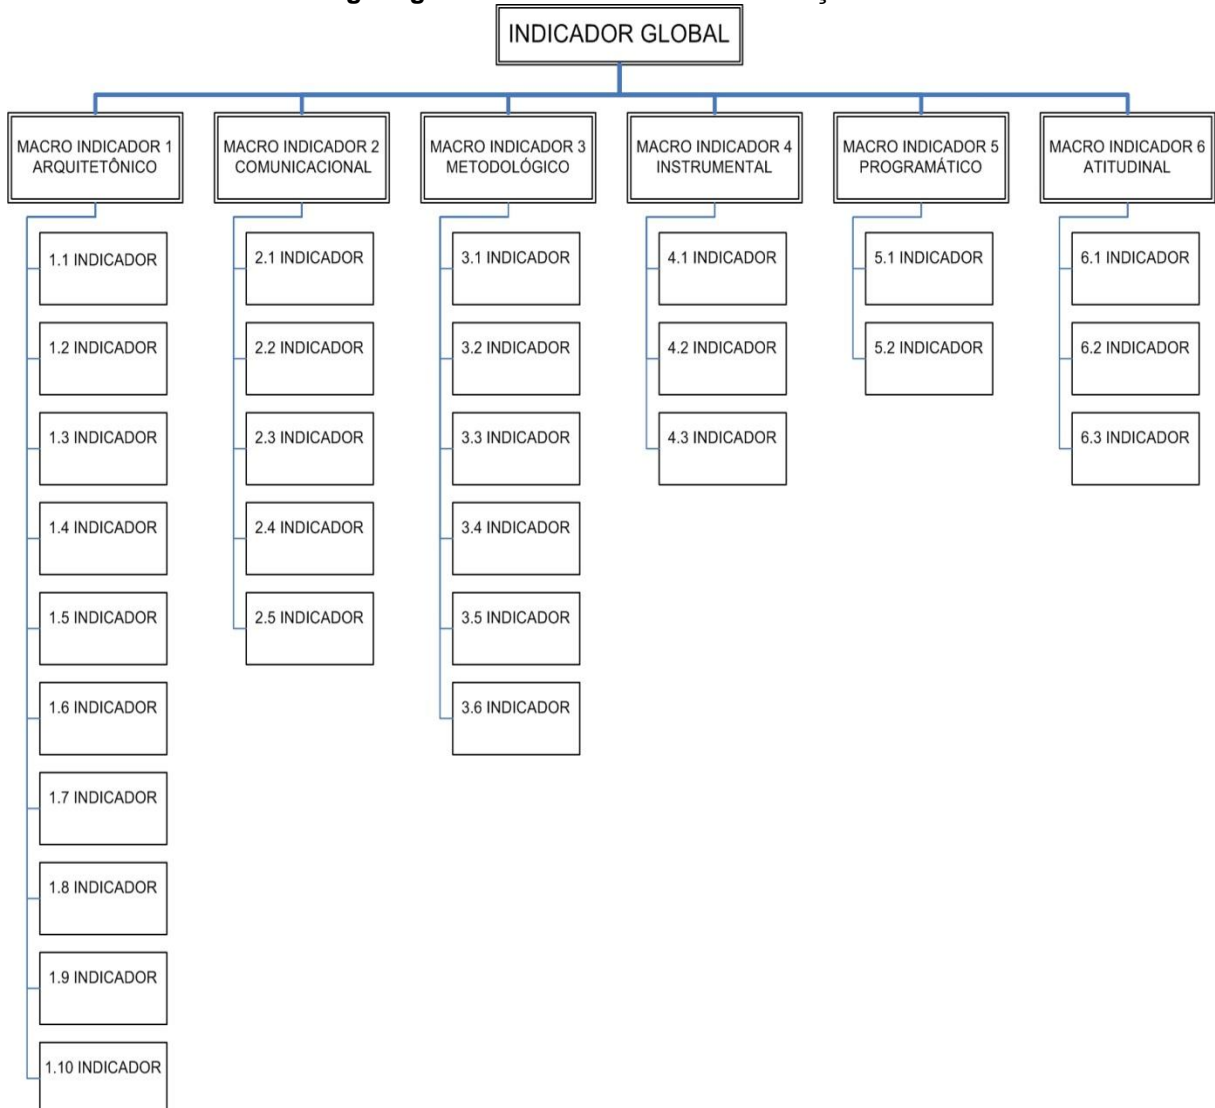 INDICADOR GLOBAL
MACRO INDICADOR 1
ARQUITETÔNICO
MACRO INDICADOR 2
COMUNICACIONAL
MACRO INDICADOR 3
METODOLÓGICO
MACRO INDICADOR 4
INSTRUMENTAL
MACRO INDICADOR 5
PROGRAMÁTICO
MACRO INDICADOR 6
ATITUDINAL
1.1 INDICADOR
1.2 INDICADOR
1.3 INDICADOR
1.4 INDICADOR
1.5 INDICADOR
1.6 INDICADOR
1.7 INDICADOR
1.8 INDICADOR
1.9 INDICADOR
1.10 INDICADOR
2.1 INDICADOR
2.2 INDICADOR
2.3 INDICADOR
2.4 INDICADOR
2.5 INDICADOR
3.1 INDICADOR
3.2 INDICADOR
3.3 INDICADOR
3.4 INDICADOR
3.5 INDICADOR
3.6 INDICADOR
4.1 INDICADOR
4.2 INDICADOR
4.3 INDICADOR
5.1 INDICADOR
5.2 INDICADOR
6.1 INDICADOR
6.2 INDICADOR
6.3 INDICADOR